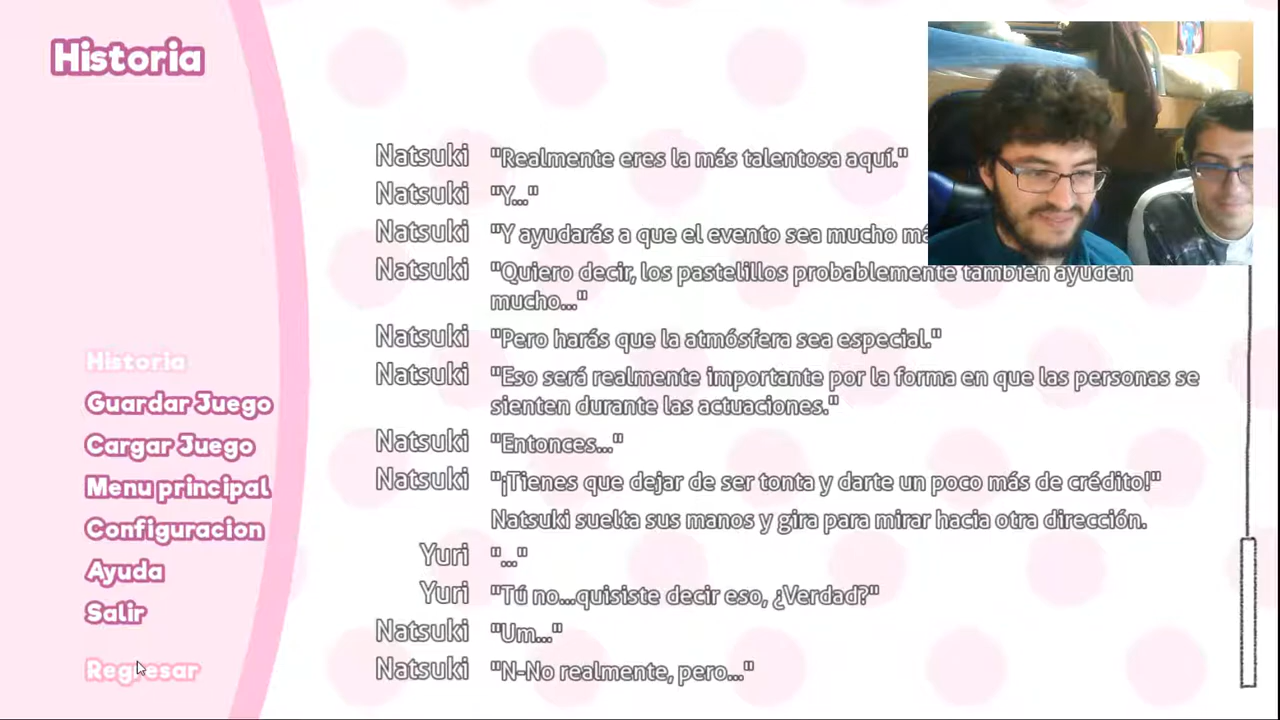 Historia
Natsuki "Realmente eres la más talentosa aquí."
Natsuki "Y..."
Natsuki "Y ayudarás a que el evento sea mucho
Natsuki "Quiero decir, los pastelillos probablemente también ayuden
mucho..."
Natsuki "Pero harás que la atmósfera sea especial."
Natsuki "Eso será realmente importante por la forma en que las personas se
sienten durante las actuaciones."
Natsuki "Entonces..."
Natsuki "¡Tienes que dejar de ser tonta y darte un poco más de crédito!"
Natsuki suelta sus manos y gira para mirar hacia otra dirección.
Yuri "..."
Yuri "Tú no...quisiste decir eso, ¿Verdad?"
Natsuki "Um..."
Natsuki "N-No realmente, pero..."
Historia
Guardar Juego
Cargar Juego
Menu principal
Configuracion
Ayuda
Salir
Regresar